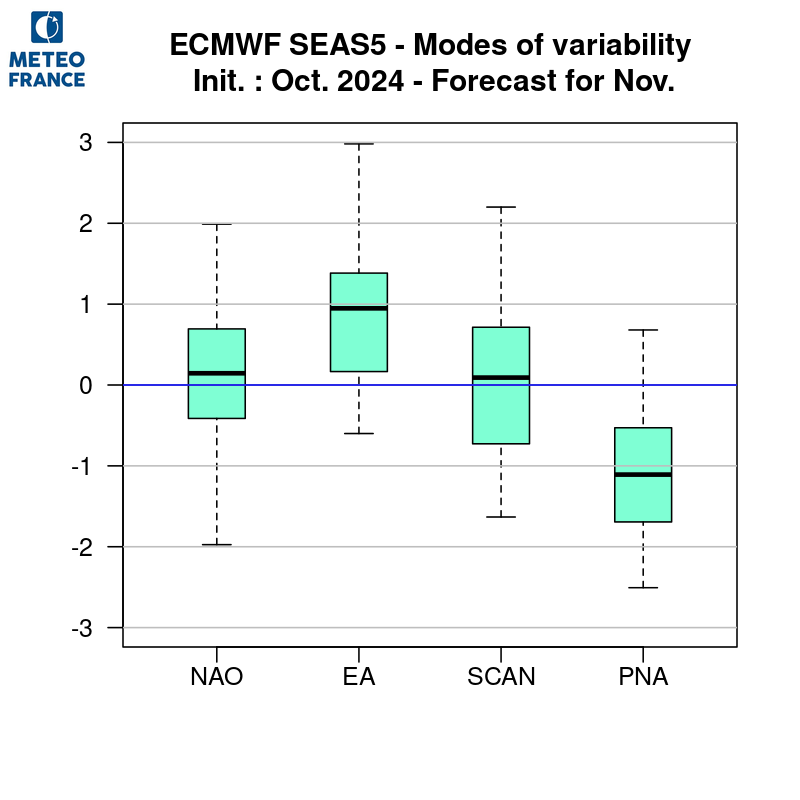 METEO
FRANCE
ECMWF SEAS5 - Modes of variability
Init. : Oct. 2024 - Forecast for Nov.
3
2
1
0
-1
-2
-3
NAO EA SCAN PNA